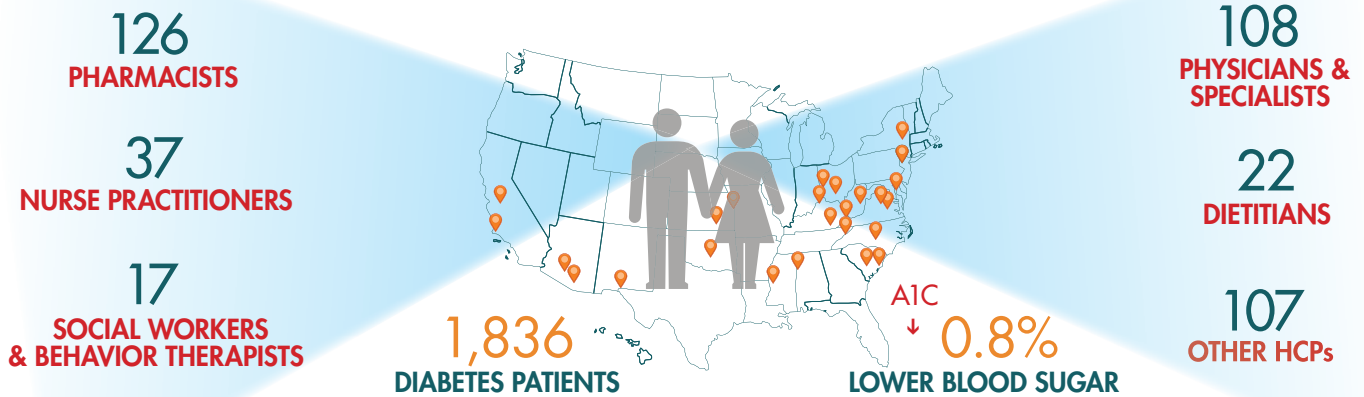 126
PHARMACISTS
37
NURSE PRACTITIONERS
17
SOCIAL WORKERS
& BEHAVIOR THERAPISTS
1,836
DIABETES PATIENTS
A1C
↓
0.8%
LOWER BLOOD SUGAR
108
PHYSICIANS &
SPECIALISTS
22
DIETITIANS
107
OTHER HCPs